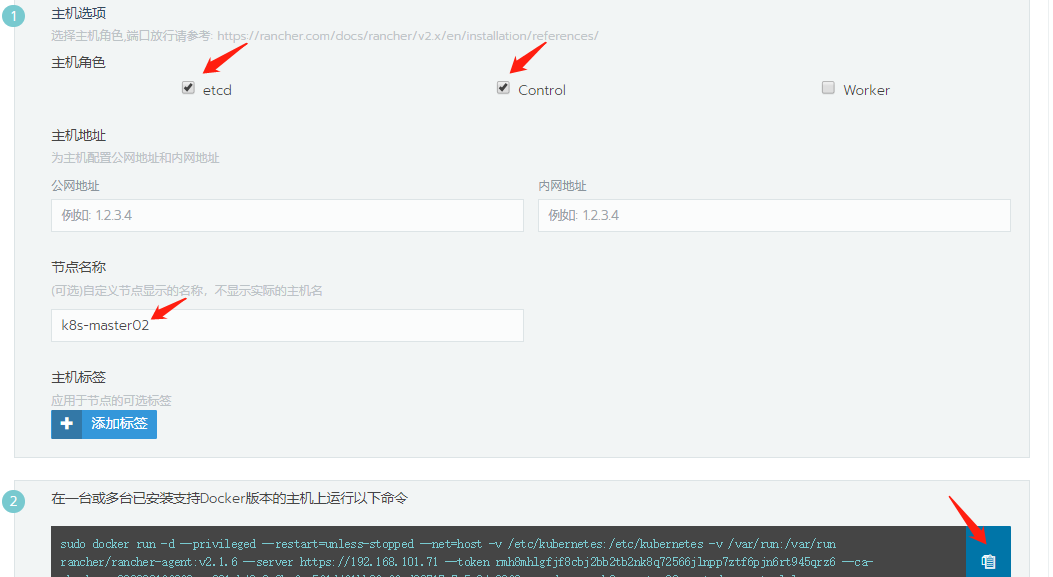 1
主机选项
选择主机角色,端口放行请参考: https://rancher.com/docs/rancher/v2.x/en/installation/references/
主机角色
etcd Control Worker
主机地址
为主机配置公网地址和内网地址
公网地址 内网地址
例如: 1.2.3.4 例如: 1.2.3.4
节点名称
(可选)自定义节点显示的名称，不显示实际的主机名
k8s-master02
主机标签
应用于节点的可选标签
+ 添加标签
2
在一台或多台已安装支持Docker版本的主机上运行以下命令
sudo docker run -d --privileged --restart=unless-stopped --net=host -v /etc/kubernetes:/etc/kubernetes -v /var/run:/var/run
rancher/rancher-agent:v2.1.6 --server https://192.168.101.71 --token rmh8mhlgfjf8cbj2bb2tb2nk8q72566jlnpp7ztf6pjn6rt945qrz6 --ca-